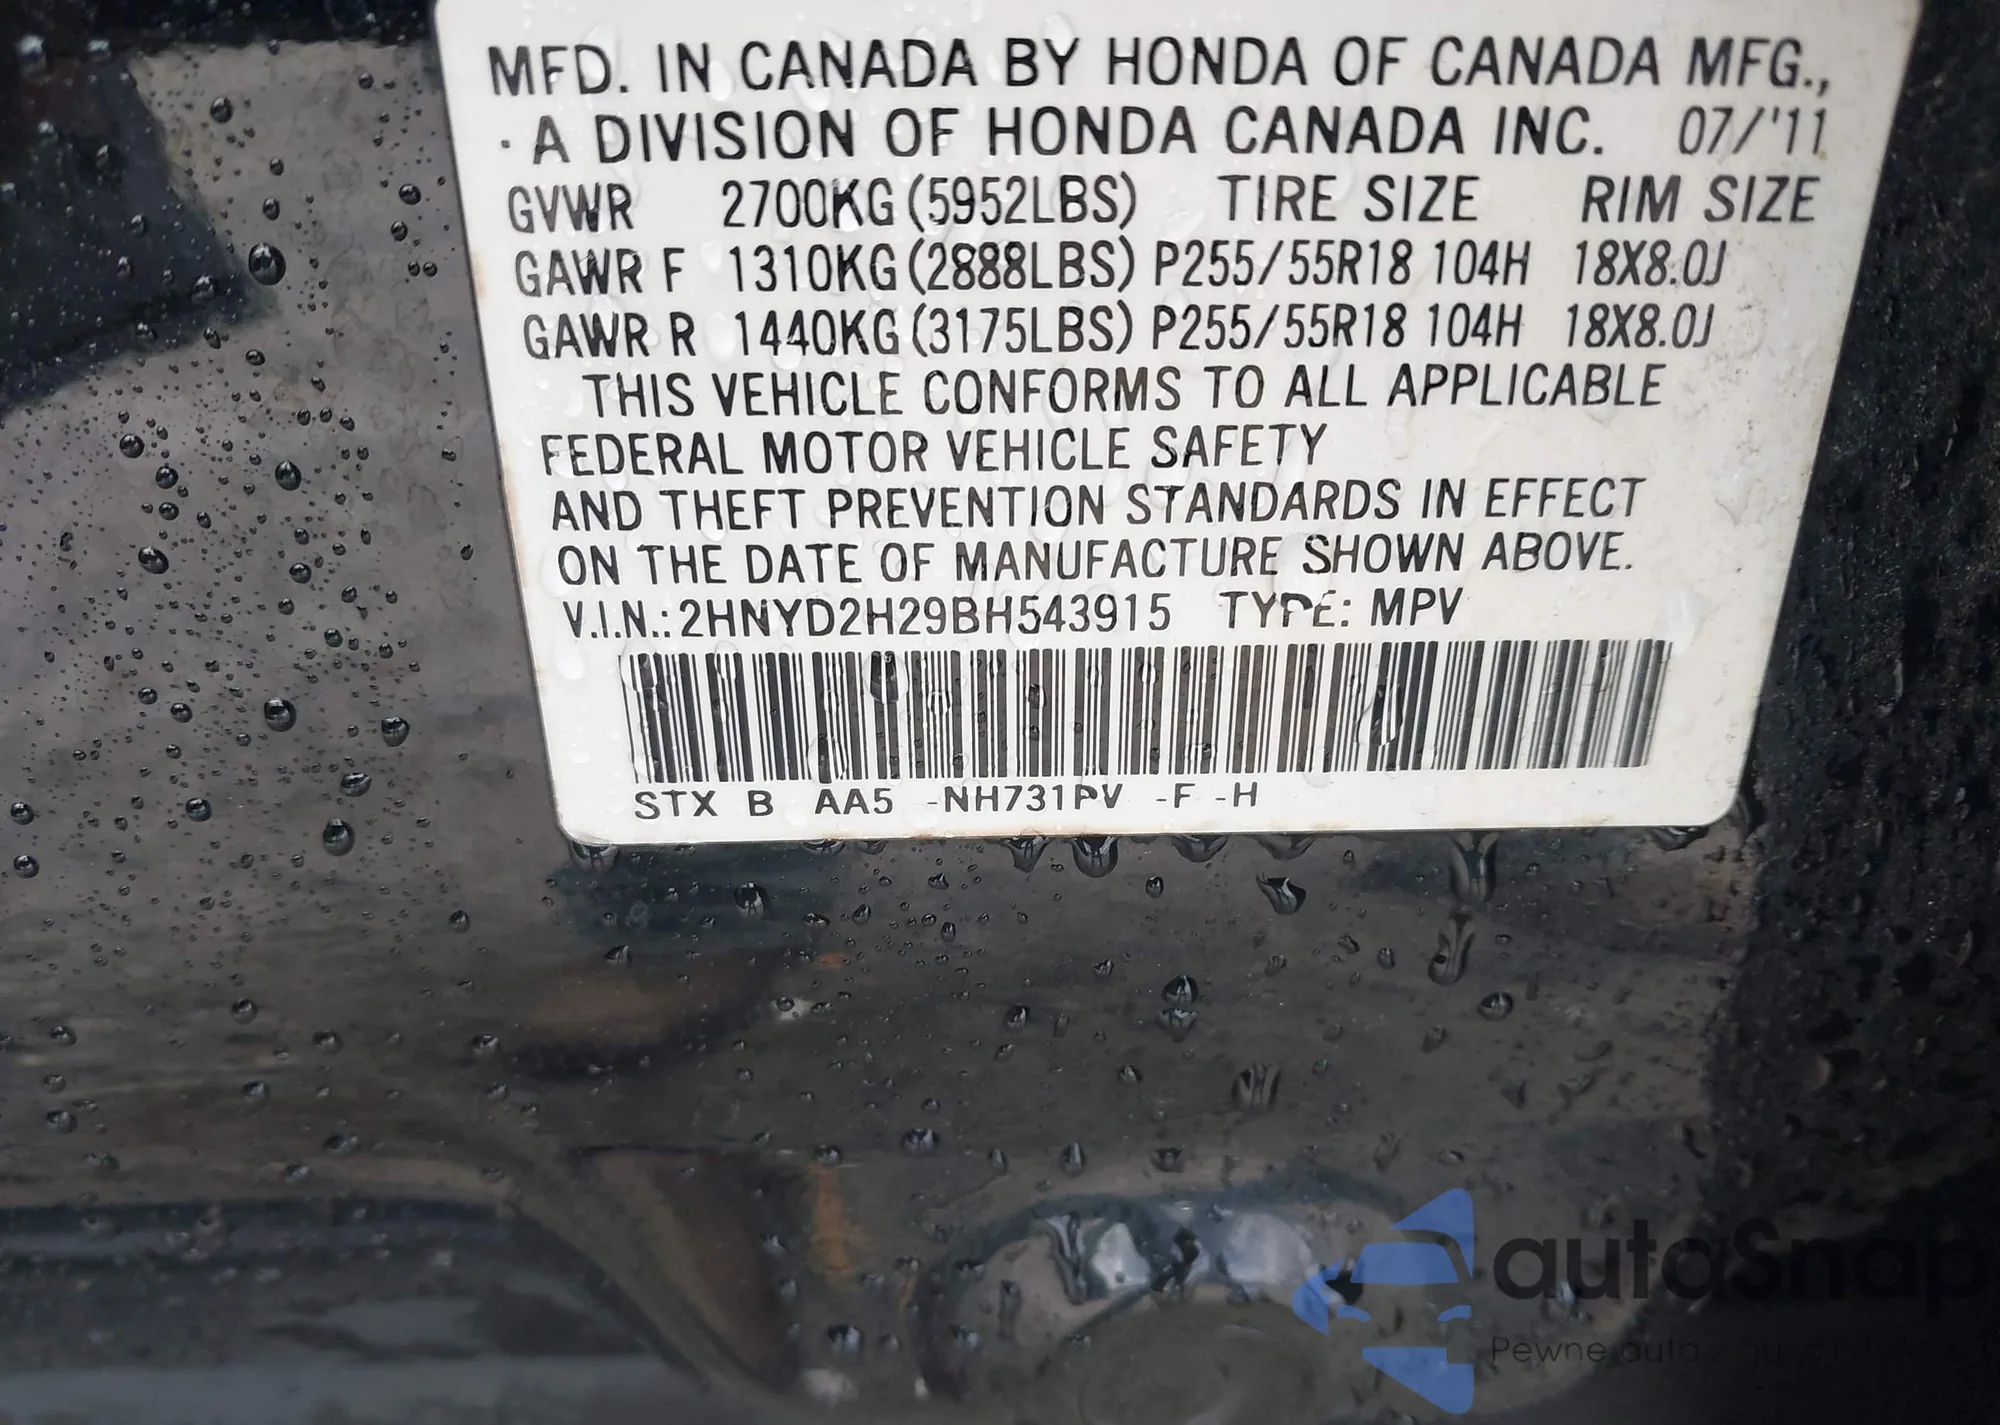 MFD. IN CANADA BY HONDA OF CANADA MFG.,
· A DIVISION OF HONDA CANADA INC. 07/'11
GVWR 2700KG (5952LBS) TIRE SIZE RIM SIZE
GAWR F 1310KG (2888LBS) P255/55R18 104H 18X8.0J
GAWR R 1440KG (3175LBS) P255/55R18 104H 18X8.0J
THIS VEHICLE CONFORMS TO ALL APPLICABLE
FEDERAL MOTOR VEHICLE SAFETY
AND THEFT PREVENTION STANDARDS IN EFFECT
ON THE DATE OF MANUFACTURE SHOWN ABOVE.
V.I.N.: 2HNYD2H29BH543915 TYPE: MPV
STX B AA5 -NH731PV -F -H
autoSnap
Pewne auto